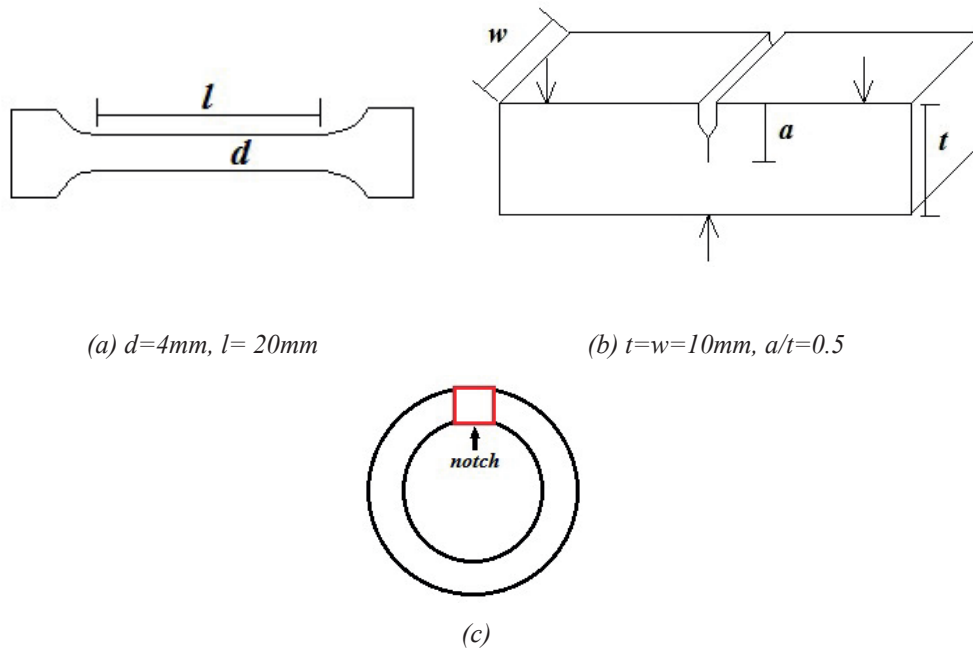 l
d
(a) d=4mm, l= 20mm
w
a
t
(b) t=w=10mm, a/t=0.5
notch
(c)